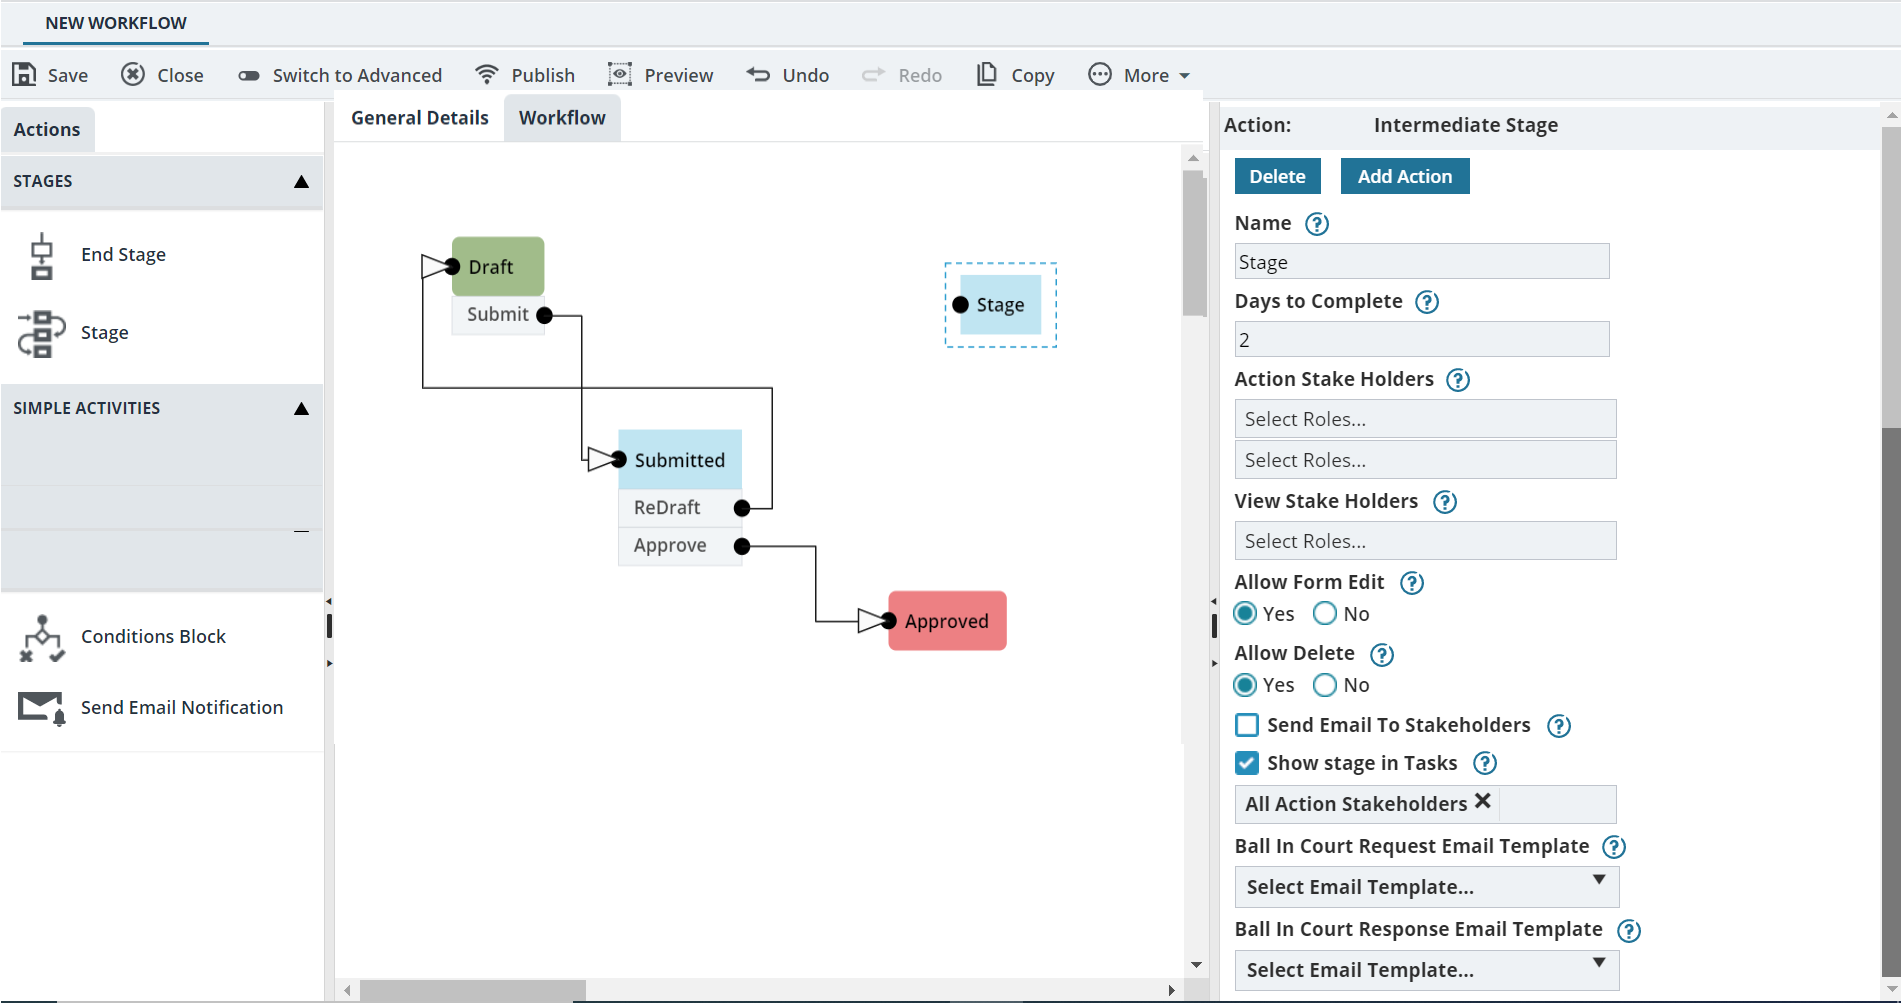 NEW WORKFLOW
Save Close Switch to Advanced Publish Preview Undo Redo Copy More
Actions
STAGES
End Stage
Stage
SIMPLE ACTIVITIES
Conditions Block
Send Email Notification
General Details Workflow
Draft
Submit
Stage
Submitted
ReDraft
Approve
Approved
Action: Intermediate Stage
Delete Add Action
Name ?
Stage
Days to Complete ?
2
Action Stake Holders ?
Select Roles...
Select Roles...
View Stake Holders ?
Select Roles...
Allow Form Edit ?
Yes No
Allow Delete ?
Yes No
Send Email To Stakeholders ?
Show stage in Tasks ?
All Action Stakeholders
Ball In Court Request Email Template ?
Select Email Template...
Ball In Court Response Email Template ?
Select Email Template...